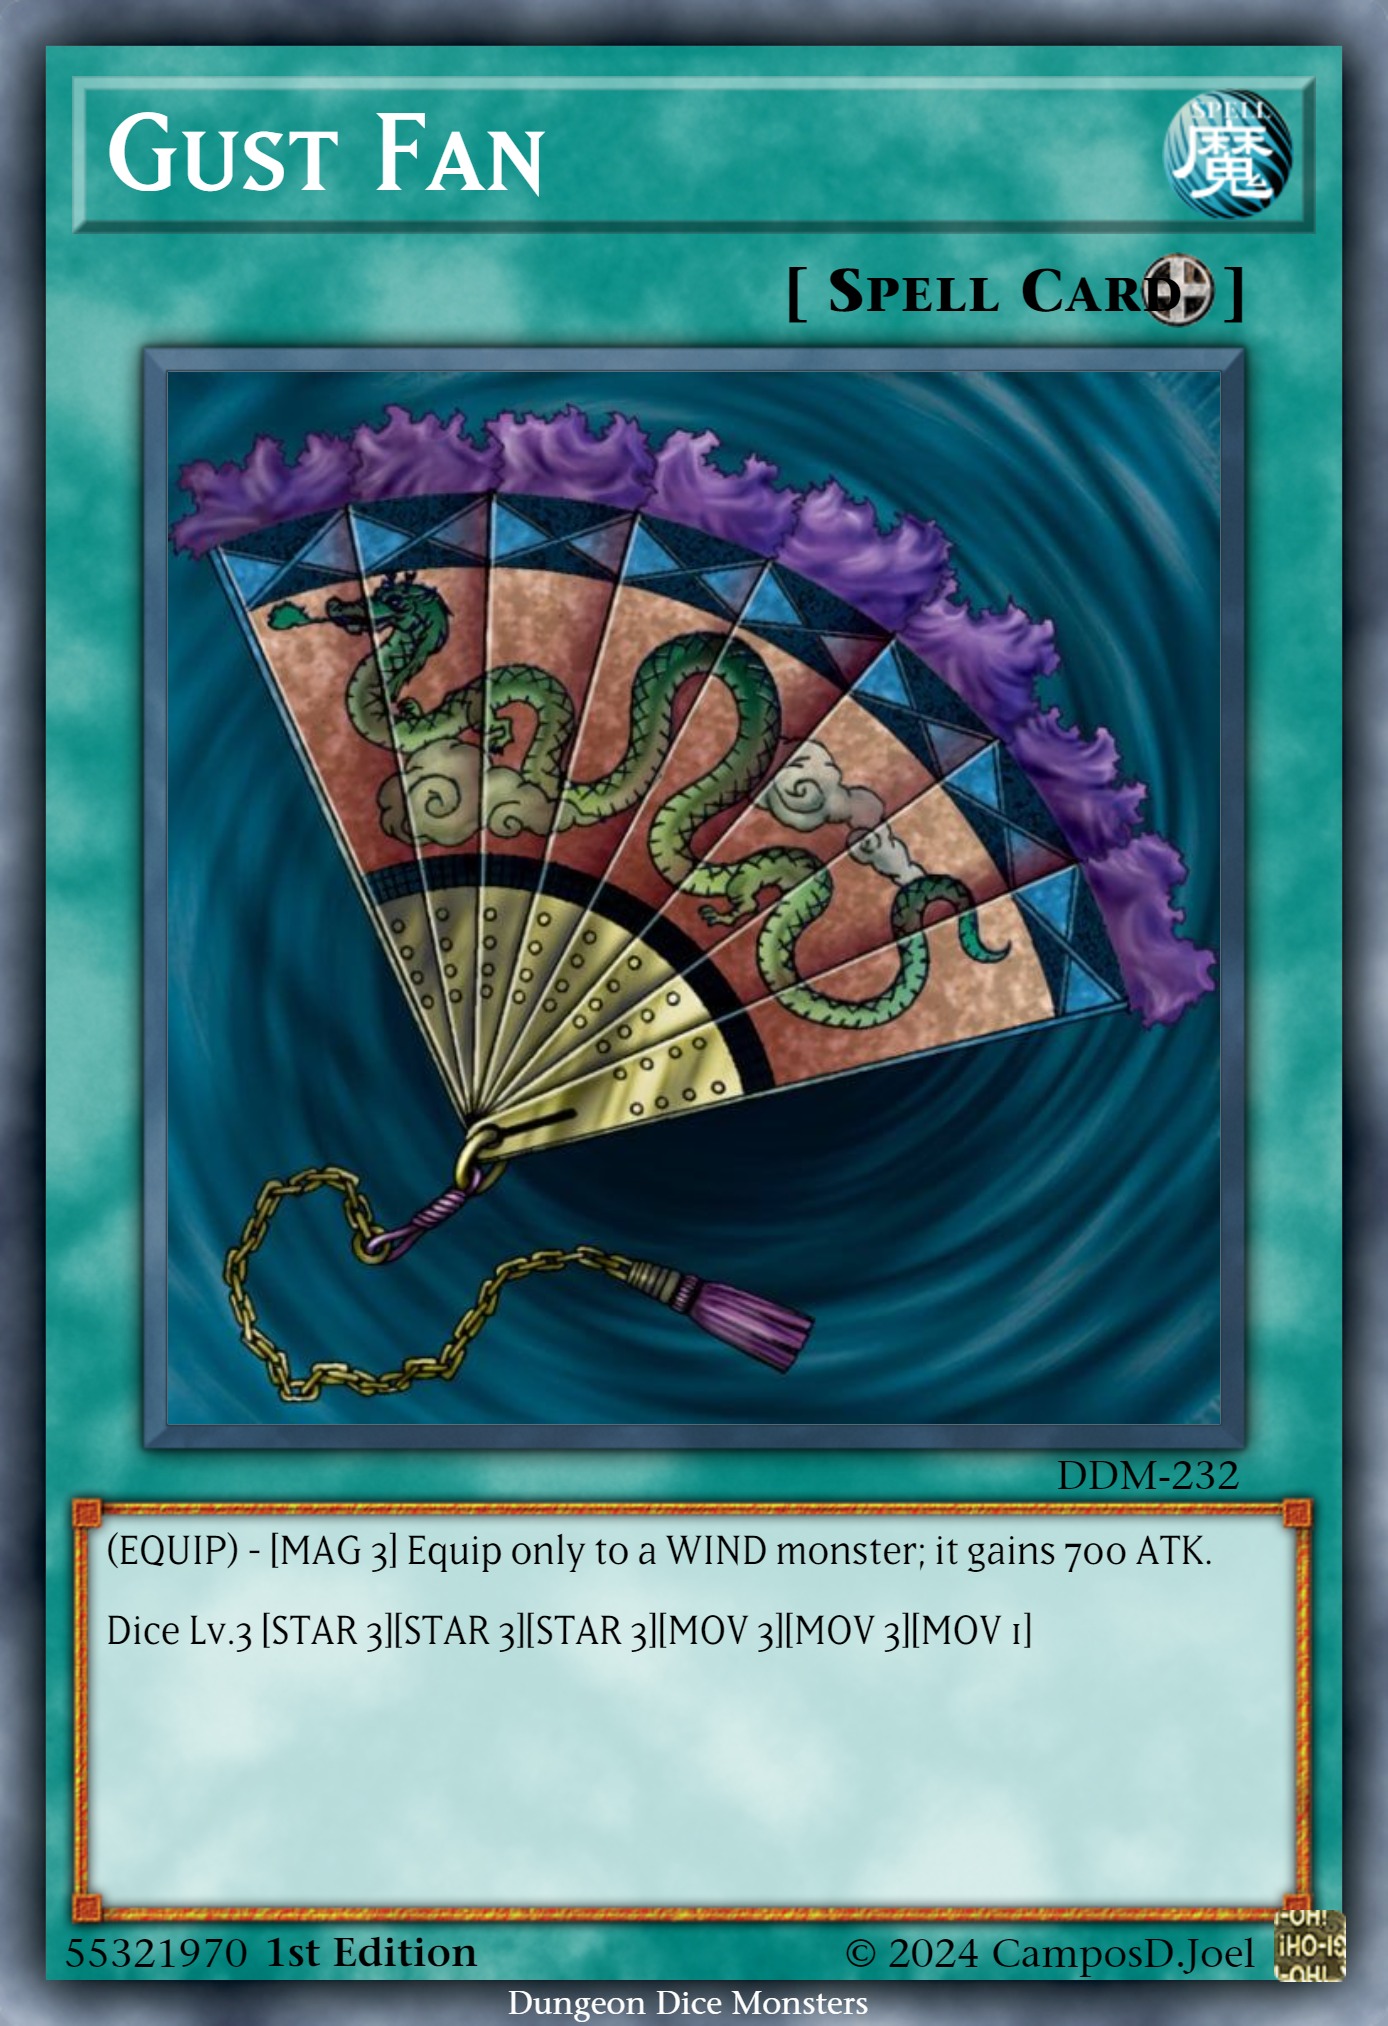 Gust Fan
SPELL
魔
[ Spell Card ]
DDM-232
(EQUIP) - [MAG 3] Equip only to a WIND monster; it gains 700 ATK.
Dice Lv.3 [STAR 3][STAR 3][STAR 3][MOV 3][MOV 3][MOV 1]
55321970 1st Edition
© 2024 CamposD.Joel
Dungeon Dice Monsters